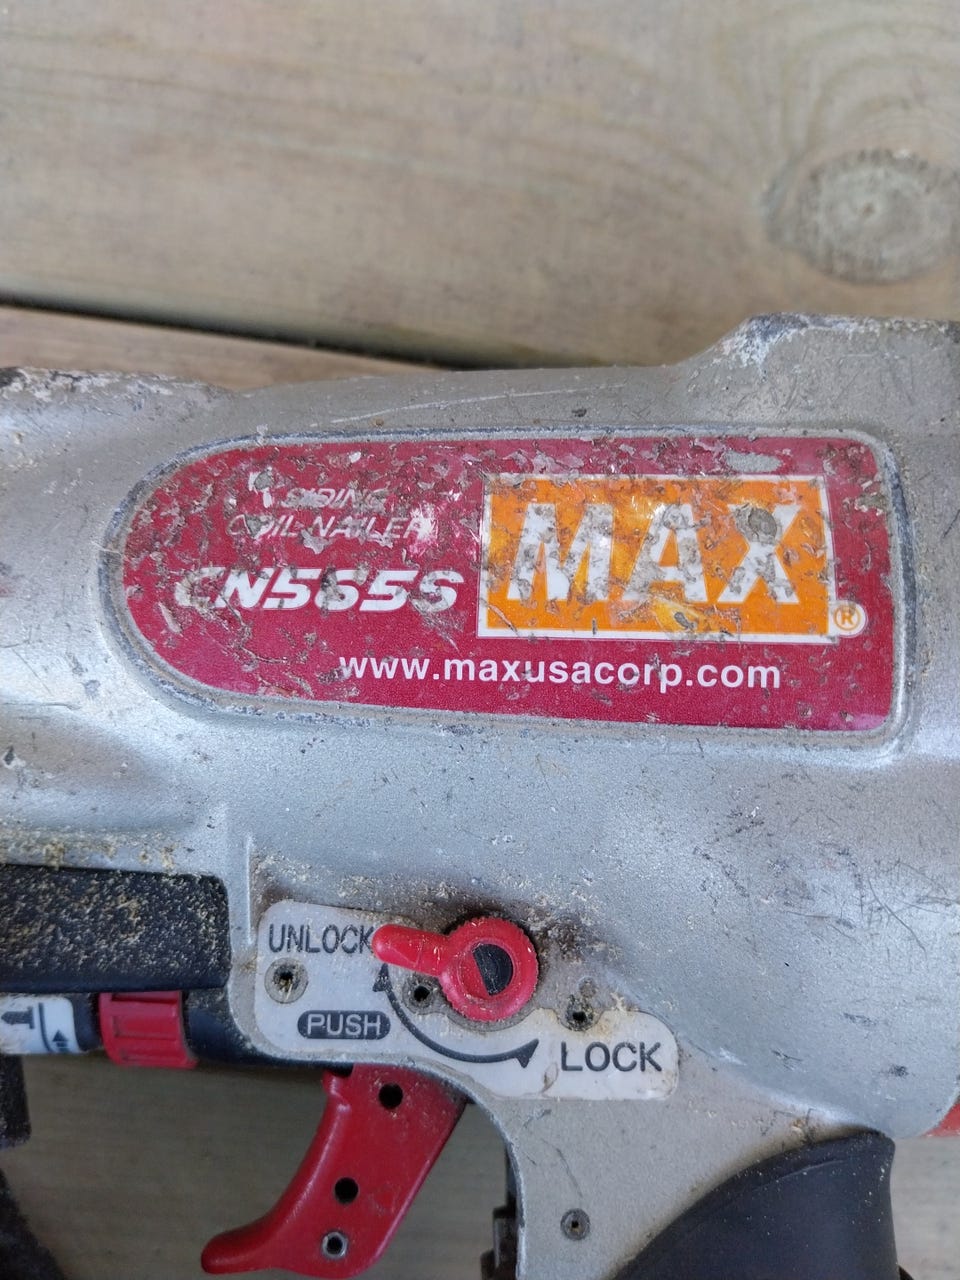 SIDING
COIL NAILER
CN565S
MAX®
www.maxusacorp.com
UNLOCK
PUSH
LOCK